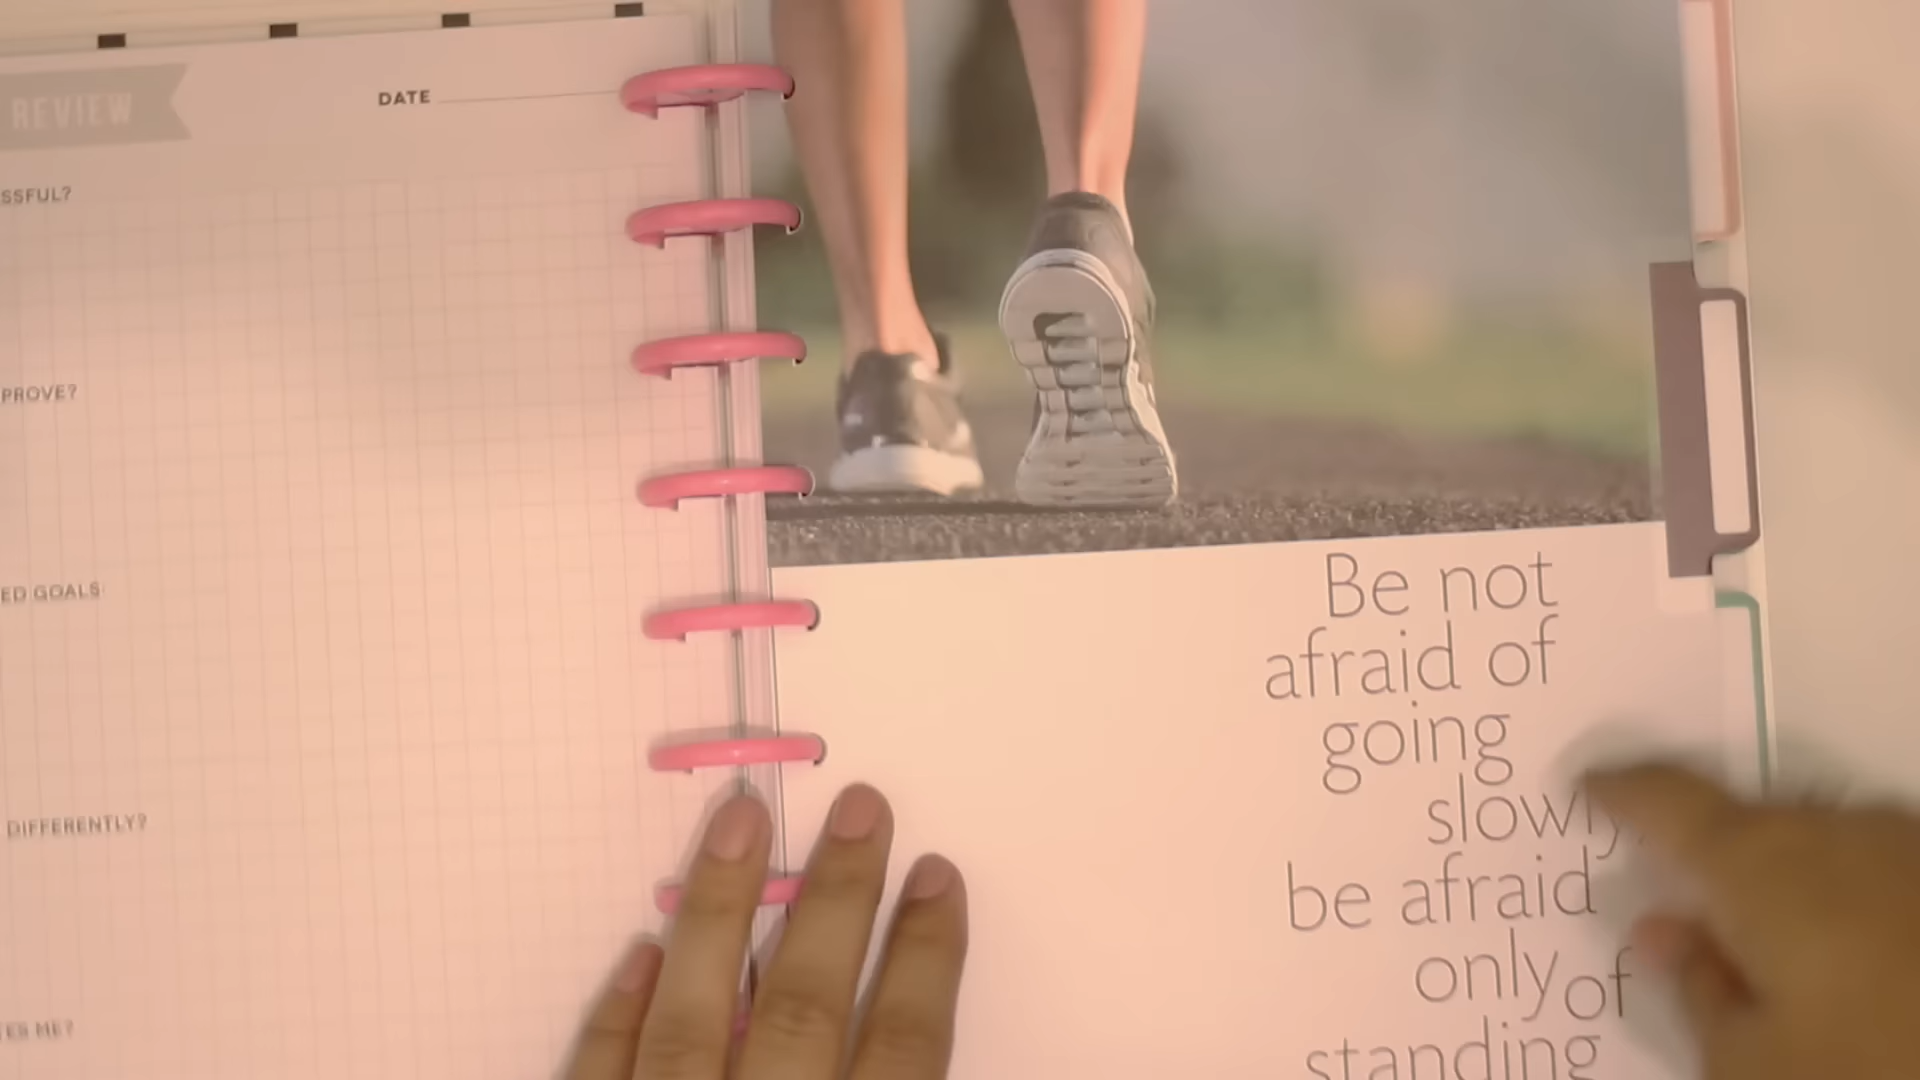 REVIEW
DATE
SSFUL?
PROVE?
ED GOALS:
DIFFERENTLY?
ME?
Be not
afraid of
going
slowly,
be afraid
only of
standing